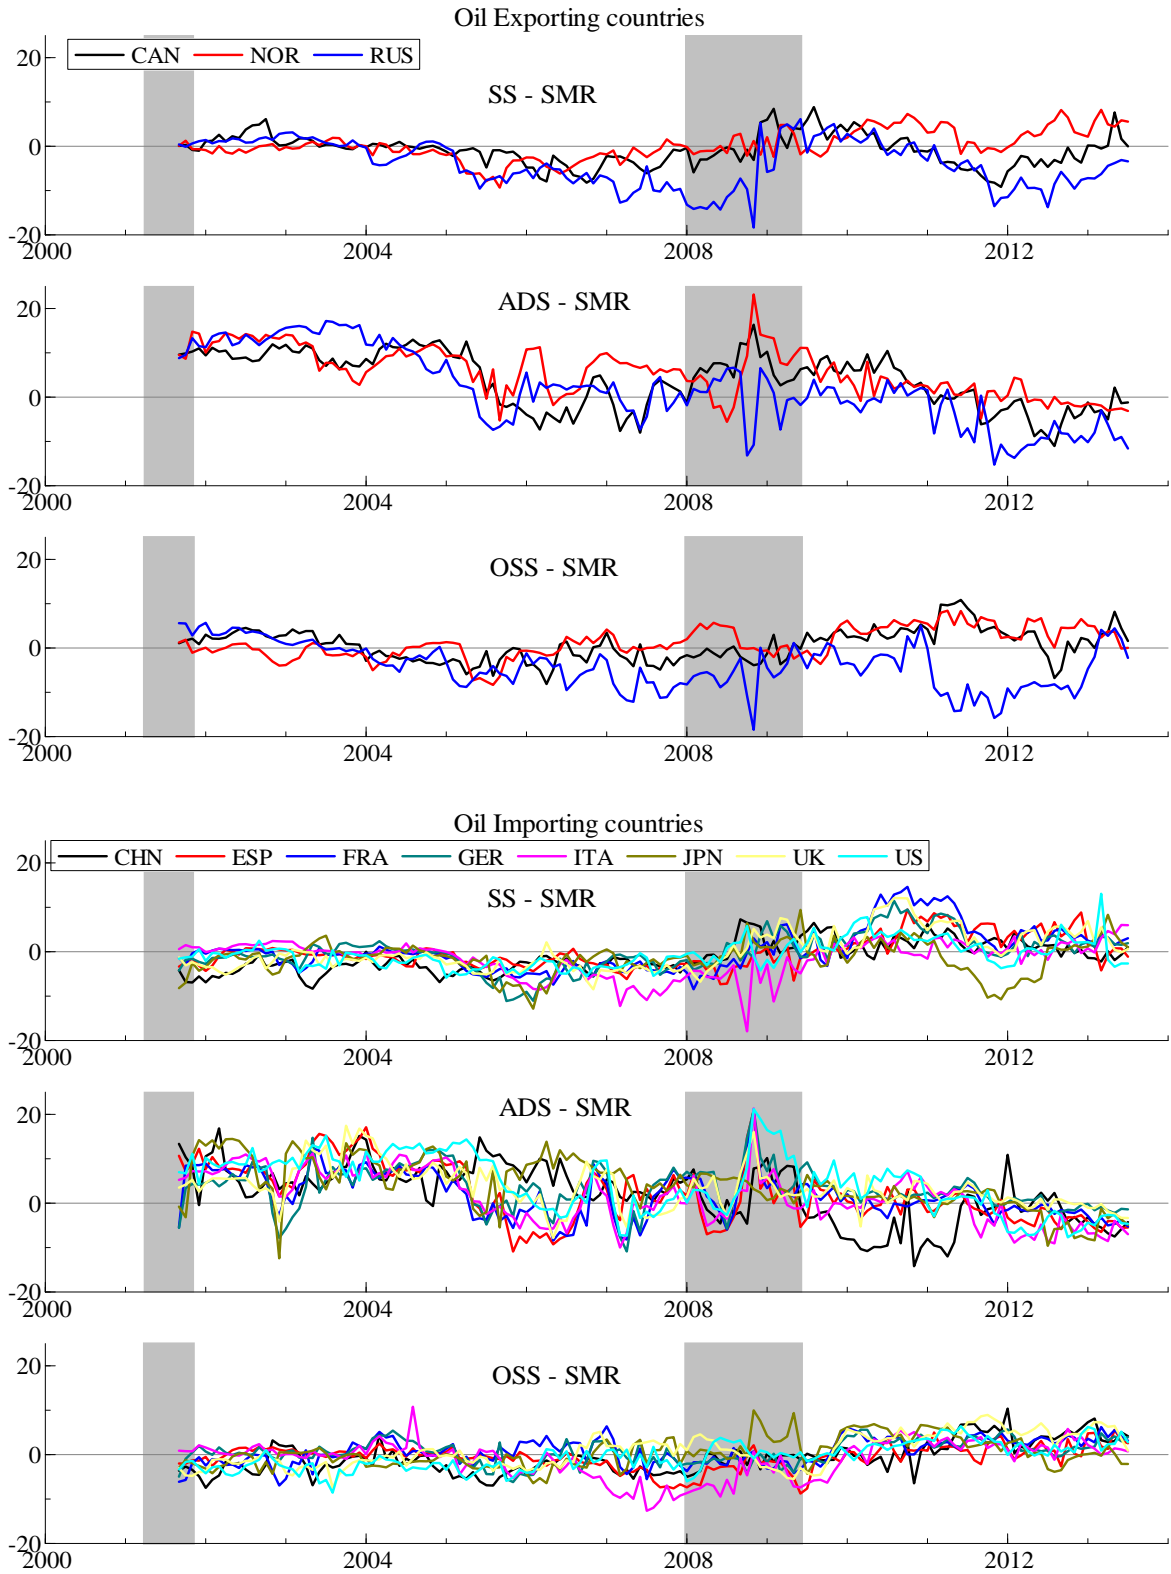 Oil Exporting countries
20
CAN NOR RUS
SS - SMR
0
-20
2000 2004 2008 2012
20
ADS - SMR
0
-20
2000 2004 2008 2012
20
OSS - SMR
0
-20
2000 2004 2008 2012
Oil Importing countries
CHN ESP FRA GER ITA JPN UK US
20
SS - SMR
0
-20
2000 2004 2008 2012
20
ADS - SMR
0
-20
2000 2004 2008 2012
20
OSS - SMR
0
-20
2000 2004 2008 2012